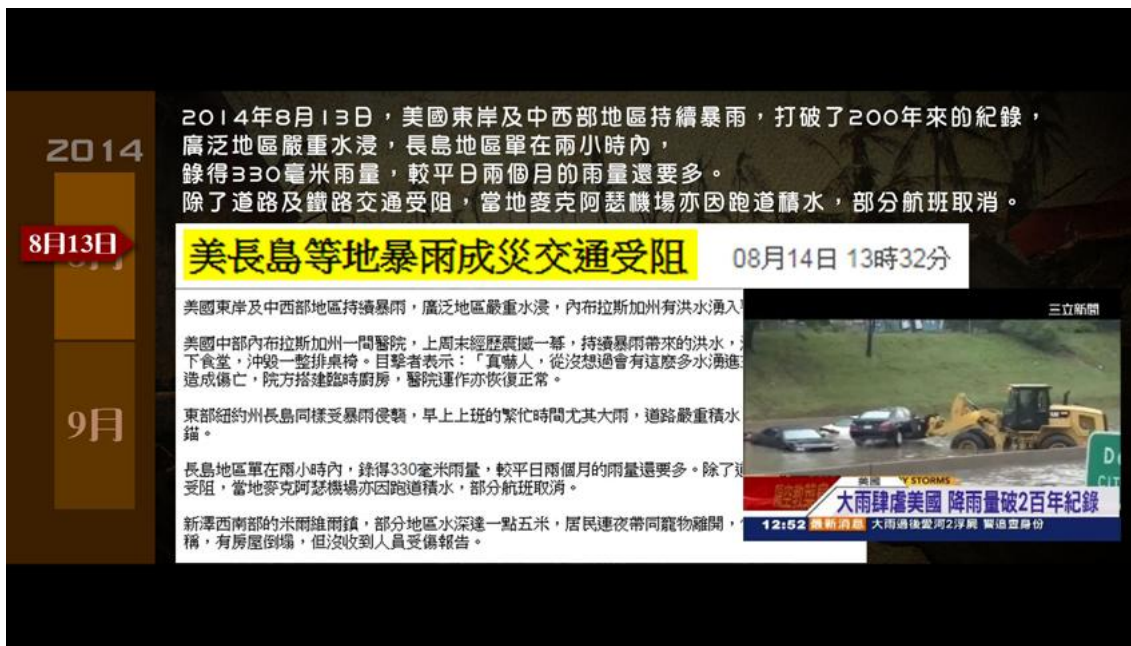 2014年8月13日，美國東岸及中西部地區持續暴雨，打破了200年來的紀錄，
廣泛地區嚴重水浸，長島地區單在兩小時內，
錄得330毫米雨量，較平日兩個月的雨量還要多。
除了道路及鐵路交通受阻，當地麥克阿瑟機場亦因跑道積水，部分航班取消。
2014
8月13日
9月
美長島等地暴雨成災交通受阻
08月14日 13時32分
美國東岸及中西部地區持續暴雨，廣泛地區嚴重水浸，內布拉斯加州有洪水湧入
美國中部內布拉斯加州一間醫院，上周末經歷震撼一幕，持續暴雨帶來的洪水，
下食堂，沖毀一整排桌椅。目擊者表示：「真嚇人，從沒想過會有這麼多水湧進
造成傷亡，院方搭建臨時廚房，醫院運作亦恢復正常。
東部紐約州長島同樣受暴雨侵襲，早上上班的繁忙時間尤其大雨，道路嚴重積水
錨。
長島地區單在兩小時內，錄得330毫米雨量，較平日兩個月的雨量還要多。除了
受阻，當地麥克阿瑟機場亦因跑道積水，部分航班取消。
新澤西南部的米爾維爾鎮，部分地區水深達一點五米，居民連夜帶同寵物離開，
稱，有房屋倒塌，但沒收到人員受傷報告。
三立新聞
美國
STORMS
大雨肆虐美國 降雨量破2百年紀錄
12:52 最新消息 大雨過後愛河2浮屍 警追查身份